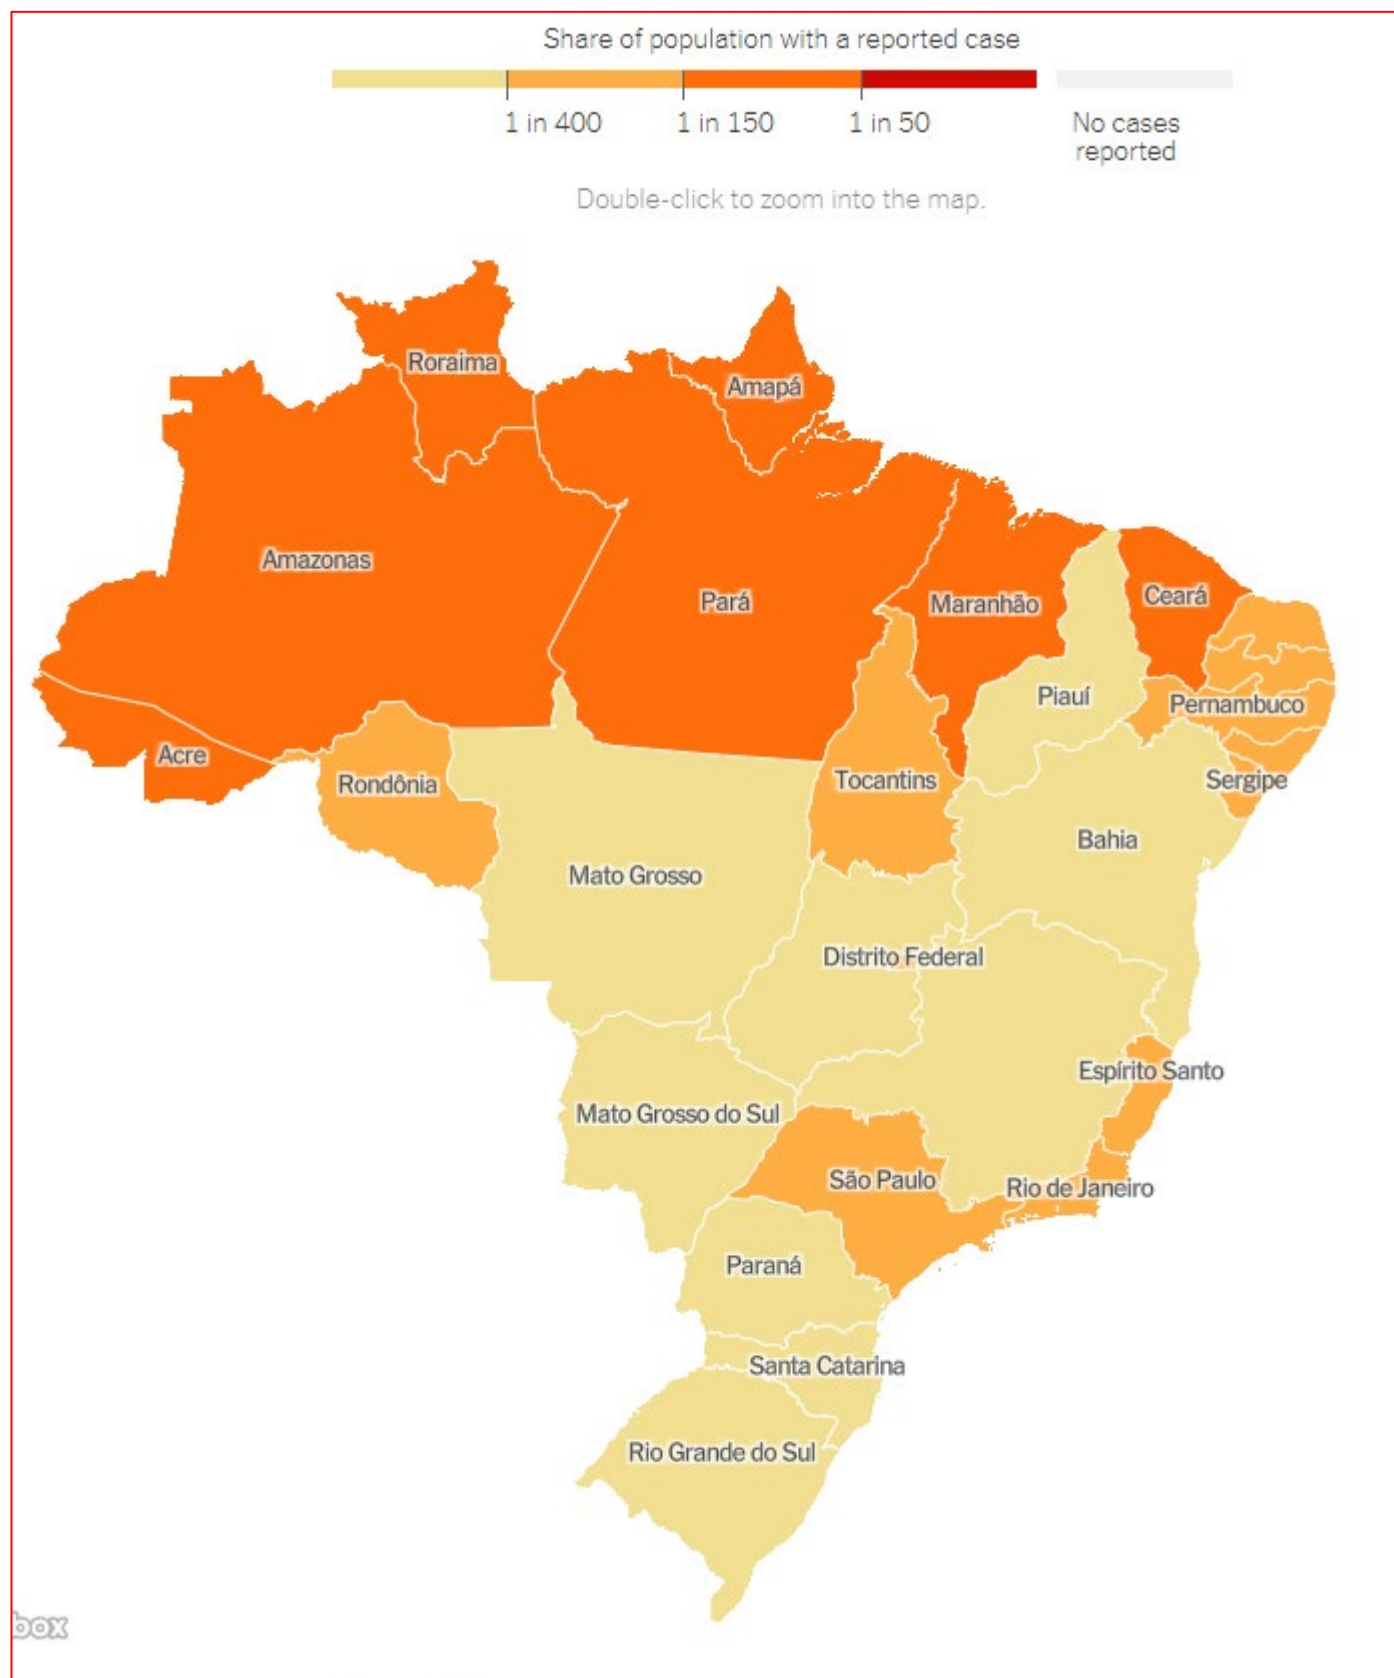 Share of population with a reported case
1 in 400
1 in 150
1 in 50
No cases
reported
Double-click to zoom into the map.
Roraima
Amapá
Amazonas
Pará
Maranhão
Ceará
Piauí
Pernambuco
Acre
Rondônia
Tocantins
Sergipe
Bahia
Mato Grosso
Distrito Federal
Espírito Santo
Mato Grosso do Sul
São Paulo
Rio de Janeiro
Paraná
Santa Catarina
Rio Grande do Sul
box